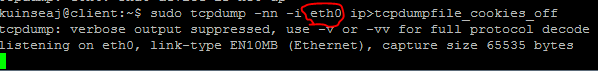 kuinseaj@client:~$ sudo tcpdump -nn -i eth0 ip>tcpdumpfile_cookies_off
tcpdump: verbose output suppressed, use -v or -vv for full protocol decode
listening on eth0, link-type EN10MB (Ethernet), capture size 65535 bytes